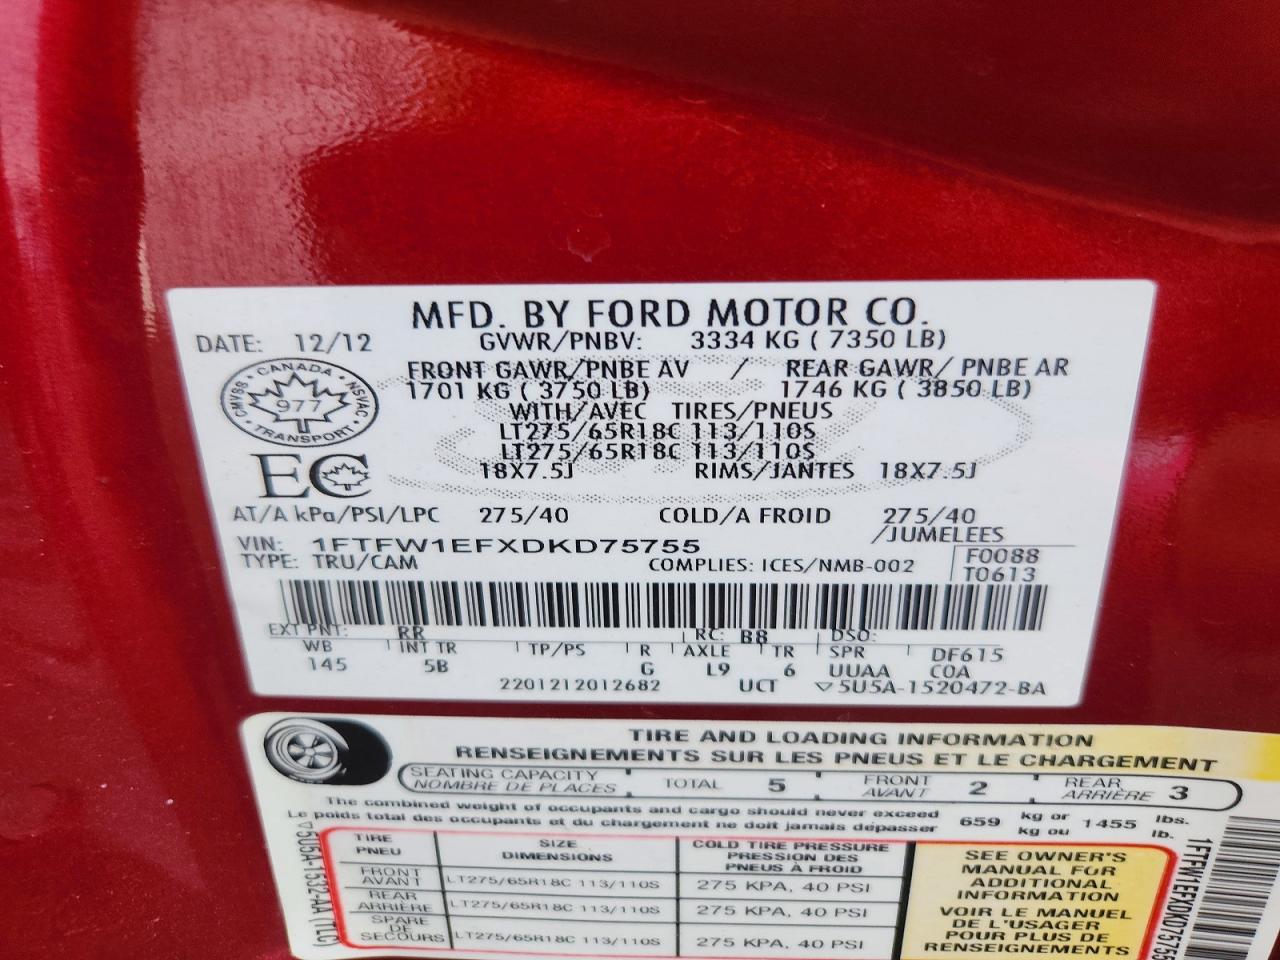 MFD. BY FORD MOTOR CO.
DATE: 12/12 GVWR/PNBV: 3334 KG ( 7350 LB)
FRONT GAWR/PNBE AV / REAR GAWR/ PNBE AR
1701 KG ( 3750 LB) 1746 KG ( 3850 LB)
WITH/AVEC TIRES/PNEUS
LT275/65R18C 113/110S
LT275/65R18C 113/110S
18X7.5J RIMS/JANTES 18X7.5J
CANADA
CMVSS 977 NSVAC
TRANSPORT
EC
AT/A kPa/PSI/LPC 275/40 COLD/A FROID 275/40
/JUMELEES
VIN: 1FTFW1EFXDKD75755
TYPE: TRU/CAM COMPLIES: ICES/NMB-002
F0088
T0613
EXT PNT: RR RC: B8 DSO:
WB INT TR TP/PS R AXLE TR SPR DF615
145 5B G L9 6 UUAA C0A
2201212012682 UCT ▽5U5A-1520472-BA
TIRE AND LOADING INFORMATION
RENSEIGNEMENTS SUR LES PNEUS ET LE CHARGEMENT
SEATING CAPACITY TOTAL 5 FRONT 2 REAR 3
NOMBRE DE PLACES AVANT ARRIÈRE
The combined weight of occupants and cargo should never exceed 659 kg or 1455 lbs.
Le poids total des occupants et du chargement ne doit jamais dépasser kg ou lb.
TIRE SIZE COLD TIRE PRESSURE
PNEU DIMENSIONS PRESSION DES
PNEUS À FROID
FRONT
AVANT LT275/65R18C 113/110S 275 KPA, 40 PSI
REAR
ARRIÈRE LT275/65R18C 113/110S 275 KPA, 40 PSI
SPARE
DE
SECOURS LT275/65R18C 113/110S 275 KPA, 40 PSI
SEE OWNER'S
MANUAL FOR
ADDITIONAL
INFORMATION
VOIR LE MANUEL
DE L'USAGER
POUR PLUS DE
RENSEIGNEMENTS
▽5U5A-1532-AA (TLC)
1FTFW1EFXDKD75755